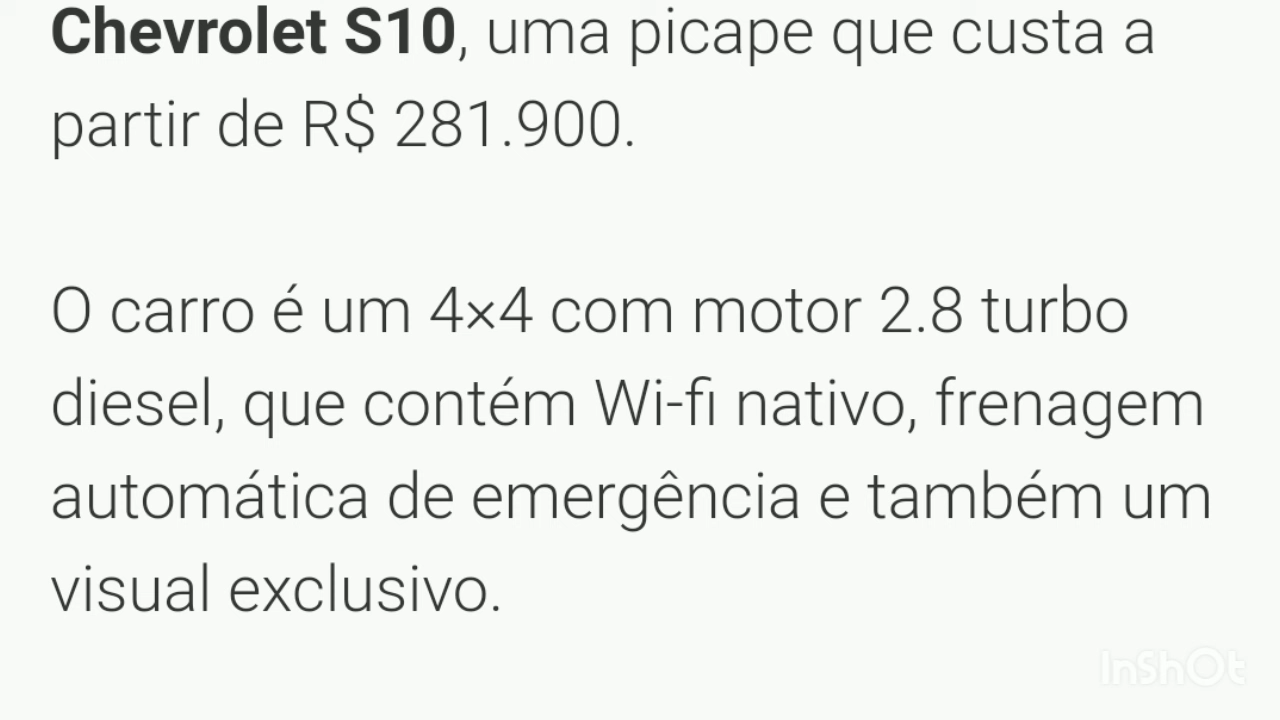 Chevrolet S10, uma picape que custa a
partir de R$ 281.900.
O carro é um 4×4 com motor 2.8 turbo
diesel, que contém Wi-fi nativo, frenagem
automática de emergência e também um
visual exclusivo.
InShOt